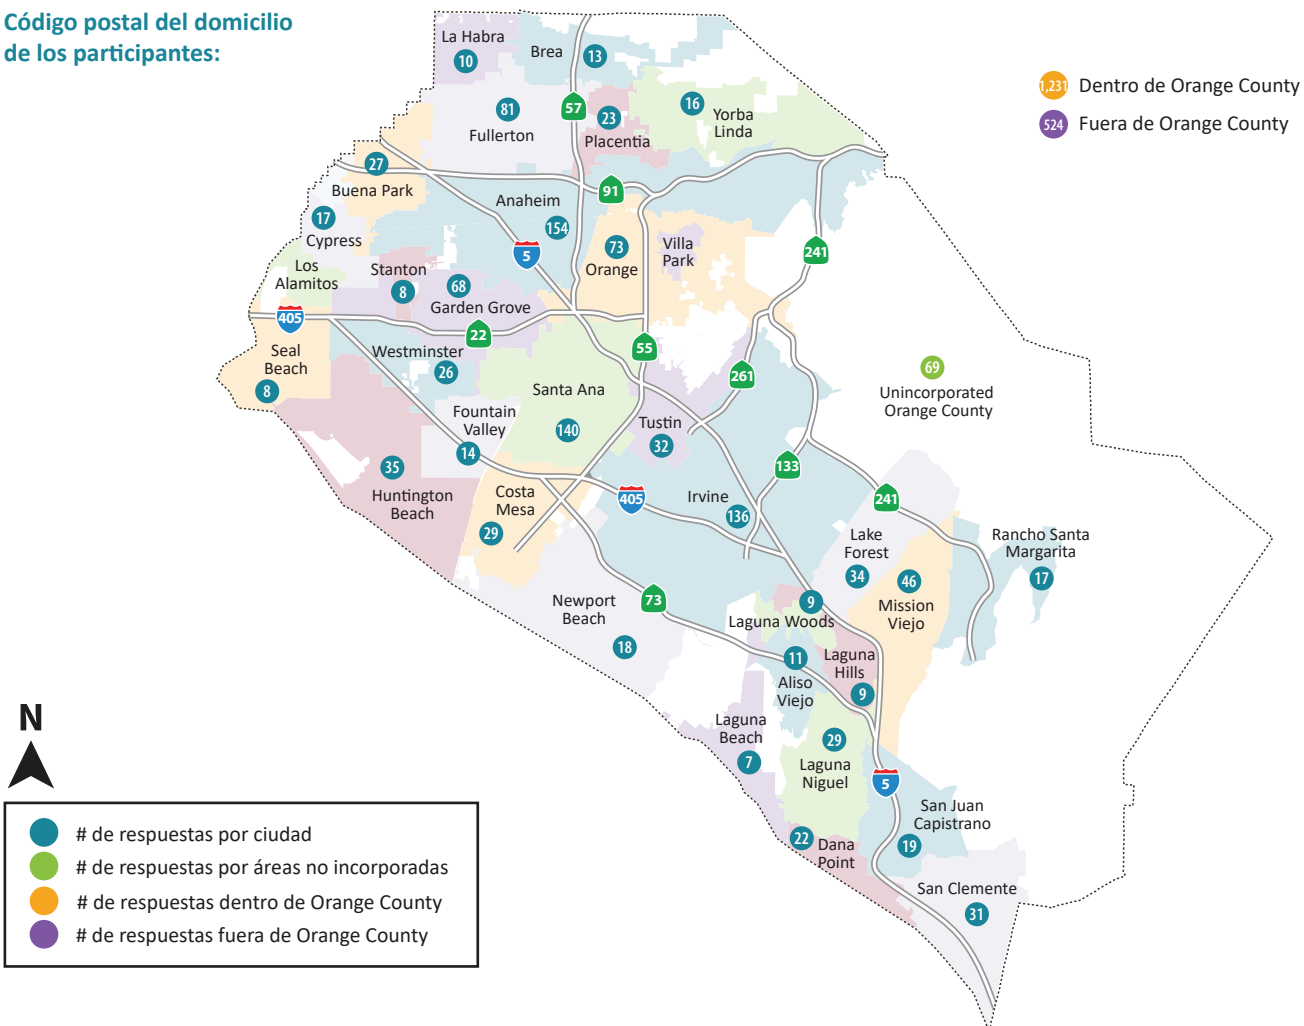 Código postal del domicilio
de los participantes:
La Habra
10
Brea
13
1,231 Dentro de Orange County
524 Fuera de Orange County
81
Fullerton
57
23
Placentia
16
Yorba
Linda
27
Buena Park
91
Anaheim
154
17
Cypress
5
73
Orange
Villa
Park
241
Los
Alamitos
Stanton
8
68
Garden Grove
405
22
55
Seal
Beach
8
Westminster
26
261
69
Unincorporated
Orange County
Santa Ana
140
Fountain
Valley
14
Tustin
32
35
Huntington
Beach
133
Costa
Mesa
29
405
Irvine
136
241
Lake
Forest
34
Rancho Santa
Margarita
17
46
Mission
Viejo
Newport
Beach
18
73
9
Laguna Woods
11
Aliso
Viejo
Laguna
Hills
9
Laguna
Beach
7
29
Laguna
Niguel
5
San Juan
Capistrano
19
22
Dana
Point
San Clemente
31
N
# de respuestas por ciudad
# de respuestas por áreas no incorporadas
# de respuestas dentro de Orange County
# de respuestas fuera de Orange County